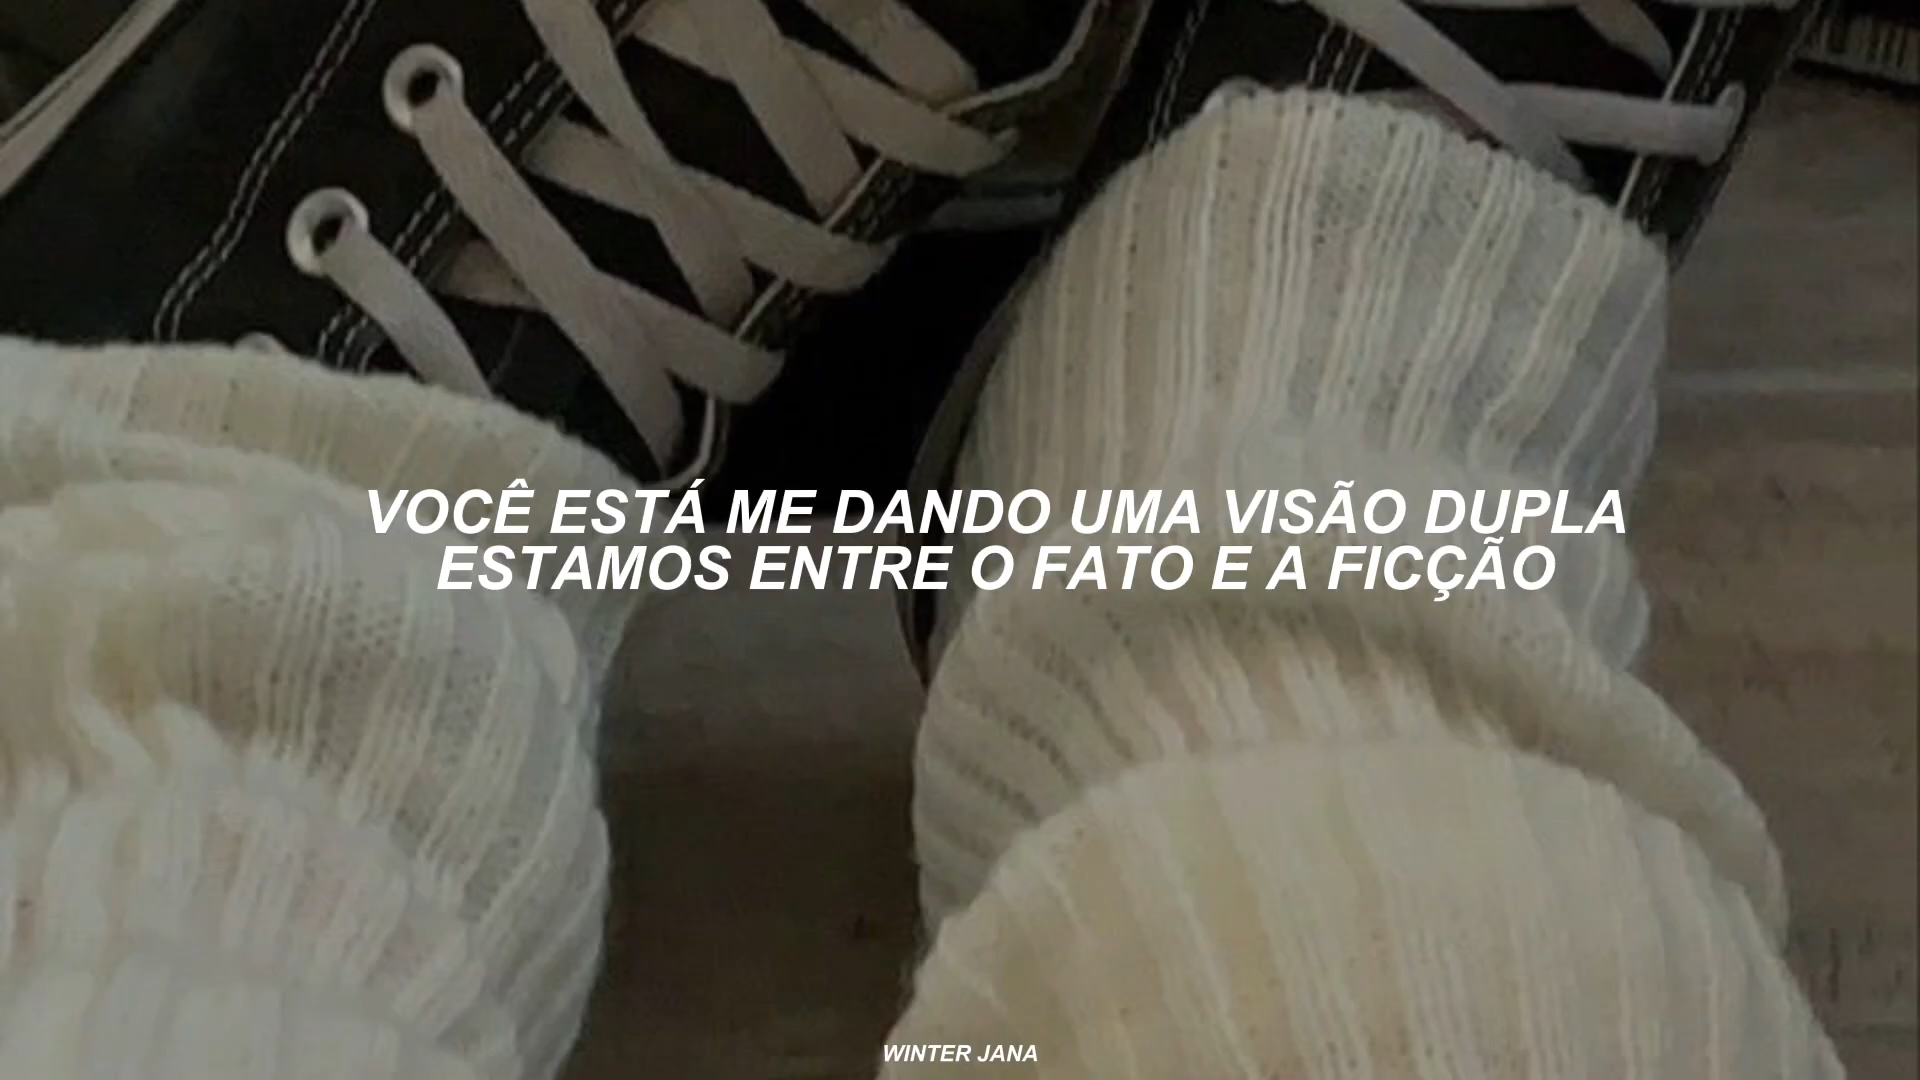 VOCÊ ESTÁ ME DANDO UMA VISÃO DUPLA
ESTAMOS ENTRE O FATO E A FICÇÃO
WINTER JANA